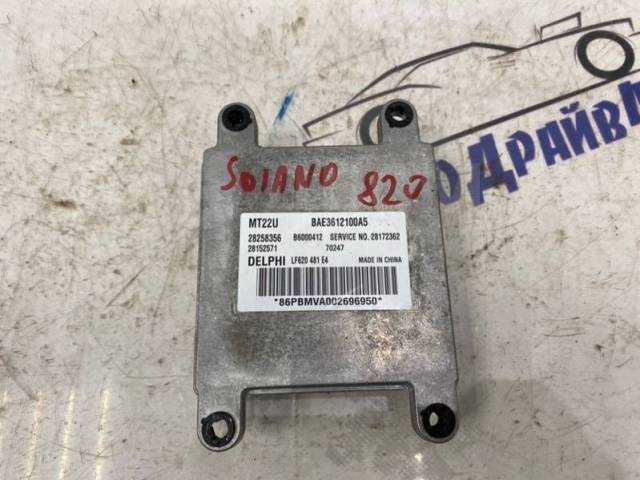 ОДРАЙВ
SOLANO 820
MT22U BAE3612100A5
28258356 B6000412 SERVICE NO. 28172362
28152571 70247
DELPHI LF620 481 E4 MADE IN CHINA
*86PBMVA002696950*